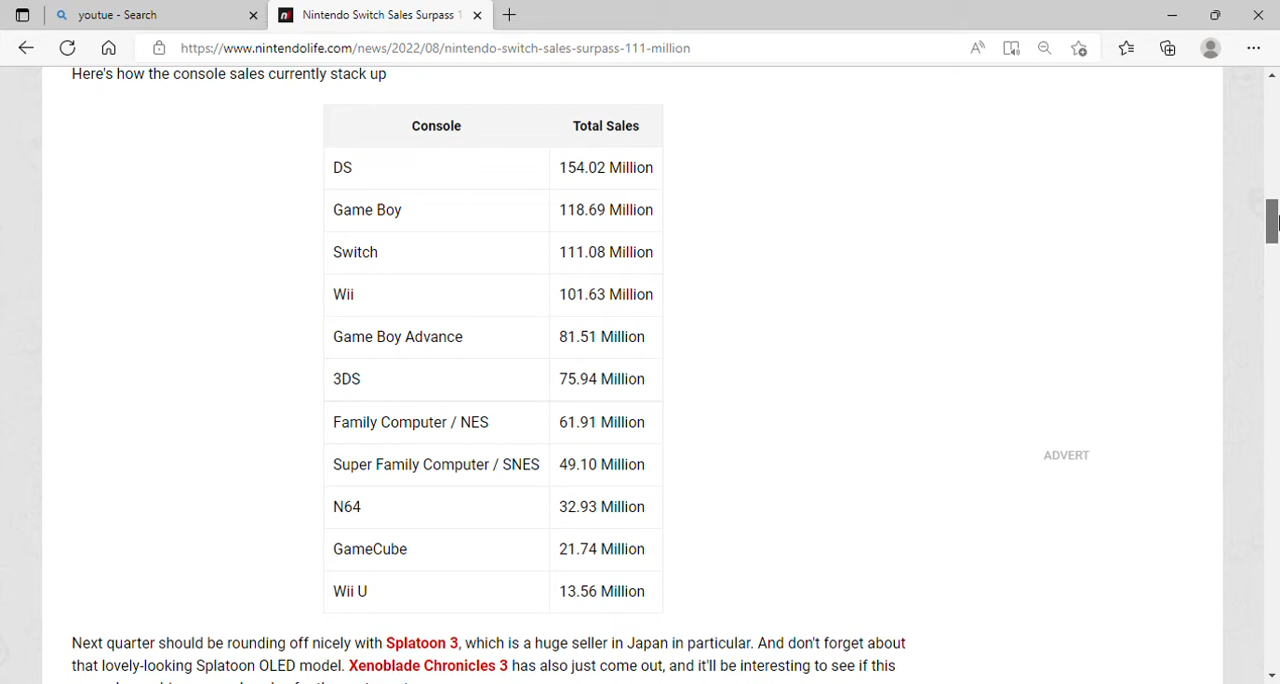 youtue - Search
Nintendo Switch Sales Surpass 1
https://www.nintendolife.com/news/2022/08/nintendo-switch-sales-surpass-111-million
Here's how the console sales currently stack up
Console Total Sales
DS 154.02 Million
Game Boy 118.69 Million
Switch 111.08 Million
Wii 101.63 Million
Game Boy Advance 81.51 Million
3DS 75.94 Million
Family Computer / NES 61.91 Million
Super Family Computer / SNES 49.10 Million
ADVERT
N64 32.93 Million
GameCube 21.74 Million
Wii U 13.56 Million
Next quarter should be rounding off nicely with Splatoon 3, which is a huge seller in Japan in particular. And don't forget about
that lovely-looking Splatoon OLED model. Xenoblade Chronicles 3 has also just come out, and it'll be interesting to see if this